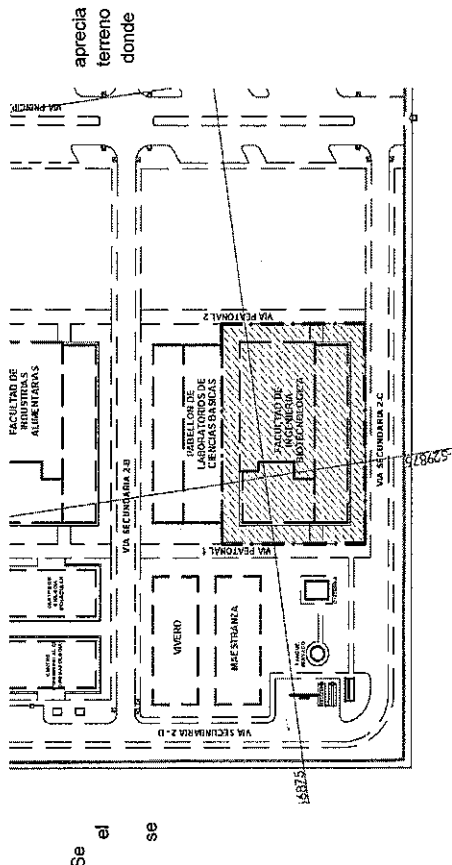 aprecia
terreno
donde
VIA PRINCIP
FACULTAD DE
INDUSTRIAS
ALIMENTARIAS
VIA SECUNDARIA 2-B
VIA PEATONAL 2
PABELLON DE
LABORATORIOS DE
CIENCIAS BASICAS
FACULTAD DE
INGENIERIA
BIOTECNOLOGICA
VIA SECUNDARIA 2-C
529875
VIA PEATONAL 1
VIVERO
MAESTRANZA
VIA SECUNDARIA 2 - D
6875
Se
el
se